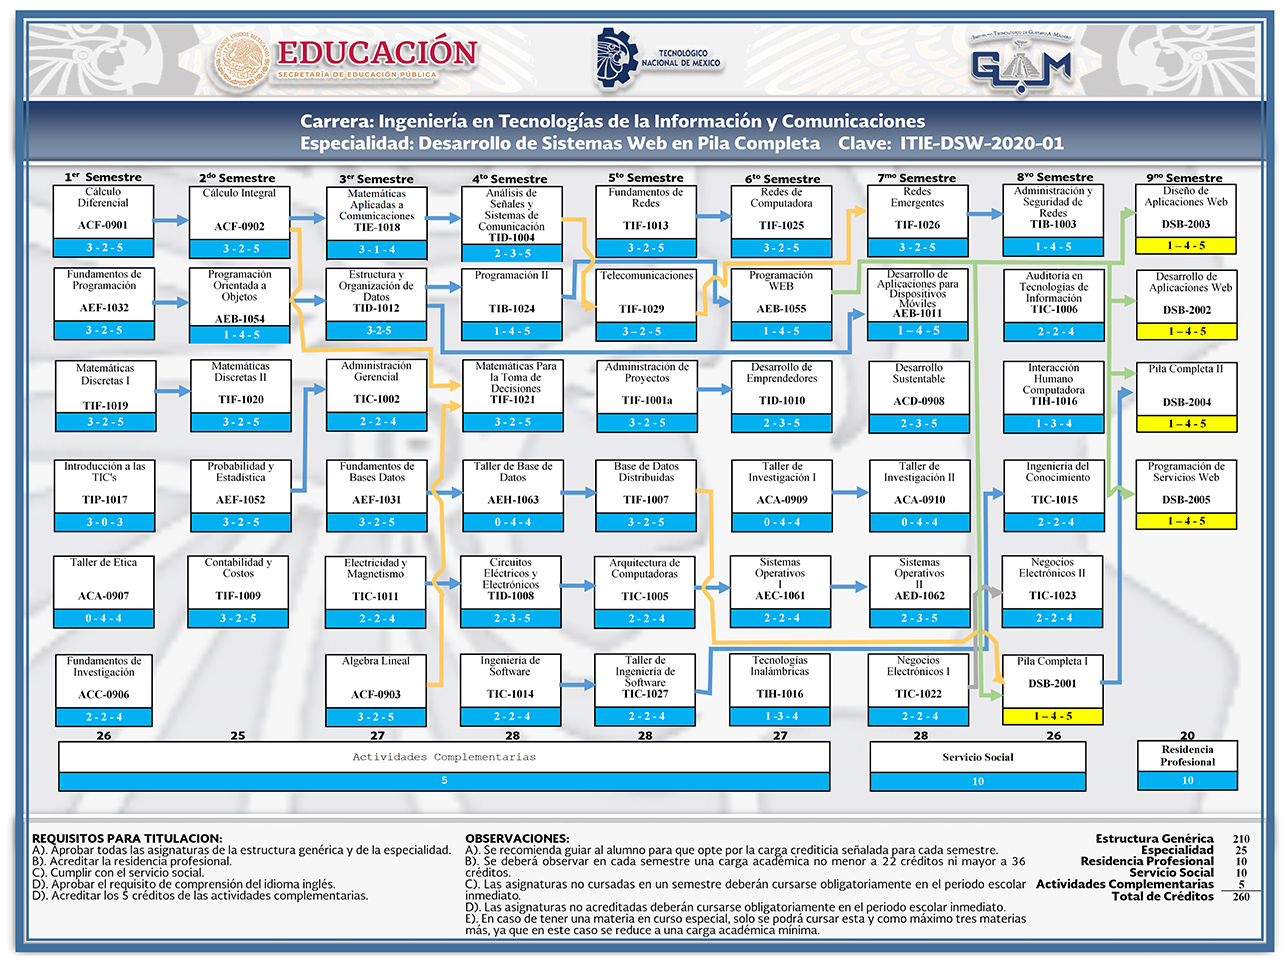 EDUCACIÓN
SECRETARÍA DE EDUCACIÓN PÚBLICA
TECNOLÓGICO
NACIONAL DE MÉXICO
INSTITUTO TECNOLÓGICO DE GUSTAVO A. MADERO
GAM
Carrera: Ingeniería en Tecnologías de la Información y Comunicaciones
Especialidad: Desarrollo de Sistemas Web en Pila Completa Clave: ITIE-DSW-2020-01
1er Semestre
2do Semestre
3er Semestre
4to Semestre
5to Semestre
6to Semestre
7mo Semestre
8vo Semestre
9no Semestre
Cálculo
Diferencial
ACF-0901
3 - 2 - 5
Cálculo Integral
ACF-0902
3 - 2 - 5
Matemáticas
Aplicadas a
Comunicaciones
TIE-1018
3 - 1 - 4
Análisis de
Señales y
Sistemas de
Comunicación
TID-1004
2 - 3 - 5
Fundamentos de
Redes
TIF-1013
3 - 2 - 5
Redes de
Computadora
TIF-1025
3 - 2 - 5
Redes
Emergentes
TIF-1026
3 - 2 - 5
Administración y
Seguridad de
Redes
TIB-1003
1 - 4 - 5
Diseño de
Aplicaciones Web
DSB-2003
1 – 4 - 5
Fundamentos de
Programación
AEF-1032
3 - 2 - 5
Programación
Orientada a
Objetos
AEB-1054
1 - 4 - 5
Estructura y
Organización de
Datos
TID-1012
3-2-5
Programación II
TIB-1024
1 - 4 - 5
Telecomunicaciones
TIF-1029
3 – 2 - 5
Programación
WEB
AEB-1055
1 - 4 - 5
Desarrollo de
Aplicaciones para
Dispositivos
Móviles
AEB-1011
1 – 4 - 5
Auditoría en
Tecnologías de
Información
TIC-1006
2 - 2 - 4
Desarrollo de
Aplicaciones Web
DSB-2002
1 – 4 - 5
Matemáticas
Discretas I
TIF-1019
3 - 2 - 5
Matemáticas
Discretas II
TIF-1020
3 - 2 - 5
Administración
Gerencial
TIC-1002
2 - 2 - 4
Matemáticas Para
la Toma de
Decisiones
TIF-1021
3 - 2 - 5
Administración de
Proyectos
TIF-1001a
3 - 2 - 5
Desarrollo de
Emprendedores
TID-1010
2 - 3 - 5
Desarrollo
Sustentable
ACD-0908
2 - 3 - 5
Interacción
Humano
Computadora
TIH-1016
1 - 3 - 4
Pila Completa II
DSB-2004
1 – 4 - 5
Introducción a las
TIC's
TIP-1017
3 - 0 - 3
Probabilidad y
Estadística
AEF-1052
3 - 2 - 5
Fundamentos de
Bases Datos
AEF-1031
3 - 2 - 5
Taller de Base de
Datos
AEH-1063
0 - 4 - 4
Base de Datos
Distribuidas
TIF-1007
3 - 2 - 5
Taller de
Investigación I
ACA-0909
0 - 4 - 4
Taller de
Investigación II
ACA-0910
0 - 4 - 4
Ingeniería del
Conocimiento
TIC-1015
2 - 2 - 4
Programación de
Servicios Web
DSB-2005
1 – 4 - 5
Taller de Etica
ACA-0907
0 - 4 - 4
Contabilidad y
Costos
TIF-1009
3 - 2 - 5
Electricidad y
Magnetismo
TIC-1011
2 - 2 - 4
Circuitos
Eléctricos y
Electrónicos
TID-1008
2 - 3 - 5
Arquitectura de
Computadoras
TIC-1005
2 - 2 - 4
Sistemas
Operativos
I
AEC-1061
2 - 2 - 4
Sistemas
Operativos
II
AED-1062
2 - 3 - 5
Negocios
Electrónicos II
TIC-1023
2 - 2 - 4
Fundamentos de
Investigación
ACC-0906
2 - 2 - 4
Algebra Lineal
ACF-0903
3 - 2 - 5
Ingeniería de
Software
TIC-1014
2 - 2 - 4
Taller de
Ingeniería de
Software
TIC-1027
2 - 2 - 4
Tecnologías
Inalámbricas
TIH-1016
1 -3 - 4
Negocios
Electrónicos I
TIC-1022
2 - 2 - 4
Pila Completa I
DSB-2001
1 – 4 - 5
26
25
27
28
28
27
28
26
20
Actividades Complementarias
5
Servicio Social
10
Residencia
Profesional
10
REQUISITOS PARA TITULACION:
A). Aprobar todas las asignaturas de la estructura genérica y de la especialidad.
B). Acreditar la residencia profesional.
C). Cumplir con el servicio social.
D). Aprobar el requisito de comprensión del idioma inglés.
D). Acreditar los 5 créditos de las actividades complementarias.
OBSERVACIONES:
A). Se recomienda guiar al alumno para que opte por la carga crediticia señalada para cada semestre.
B). Se deberá observar en cada semestre una carga académica no menor a 22 créditos ni mayor a 36
créditos.
C). Las asignaturas no cursadas en un semestre deberán cursarse obligatoriamente en el periodo escolar
inmediato.
D). Las asignaturas no acreditadas deberán cursarse obligatoriamente en el periodo escolar inmediato.
E). En caso de tener una materia en curso especial, solo se podrá cursar esta y como máximo tres materias
más, ya que en este caso se reduce a una carga académica mínima.
Estructura Genérica 210
Especialidad 25
Residencia Profesional 10
Servicio Social 10
Actividades Complementarias 5
Total de Créditos 260